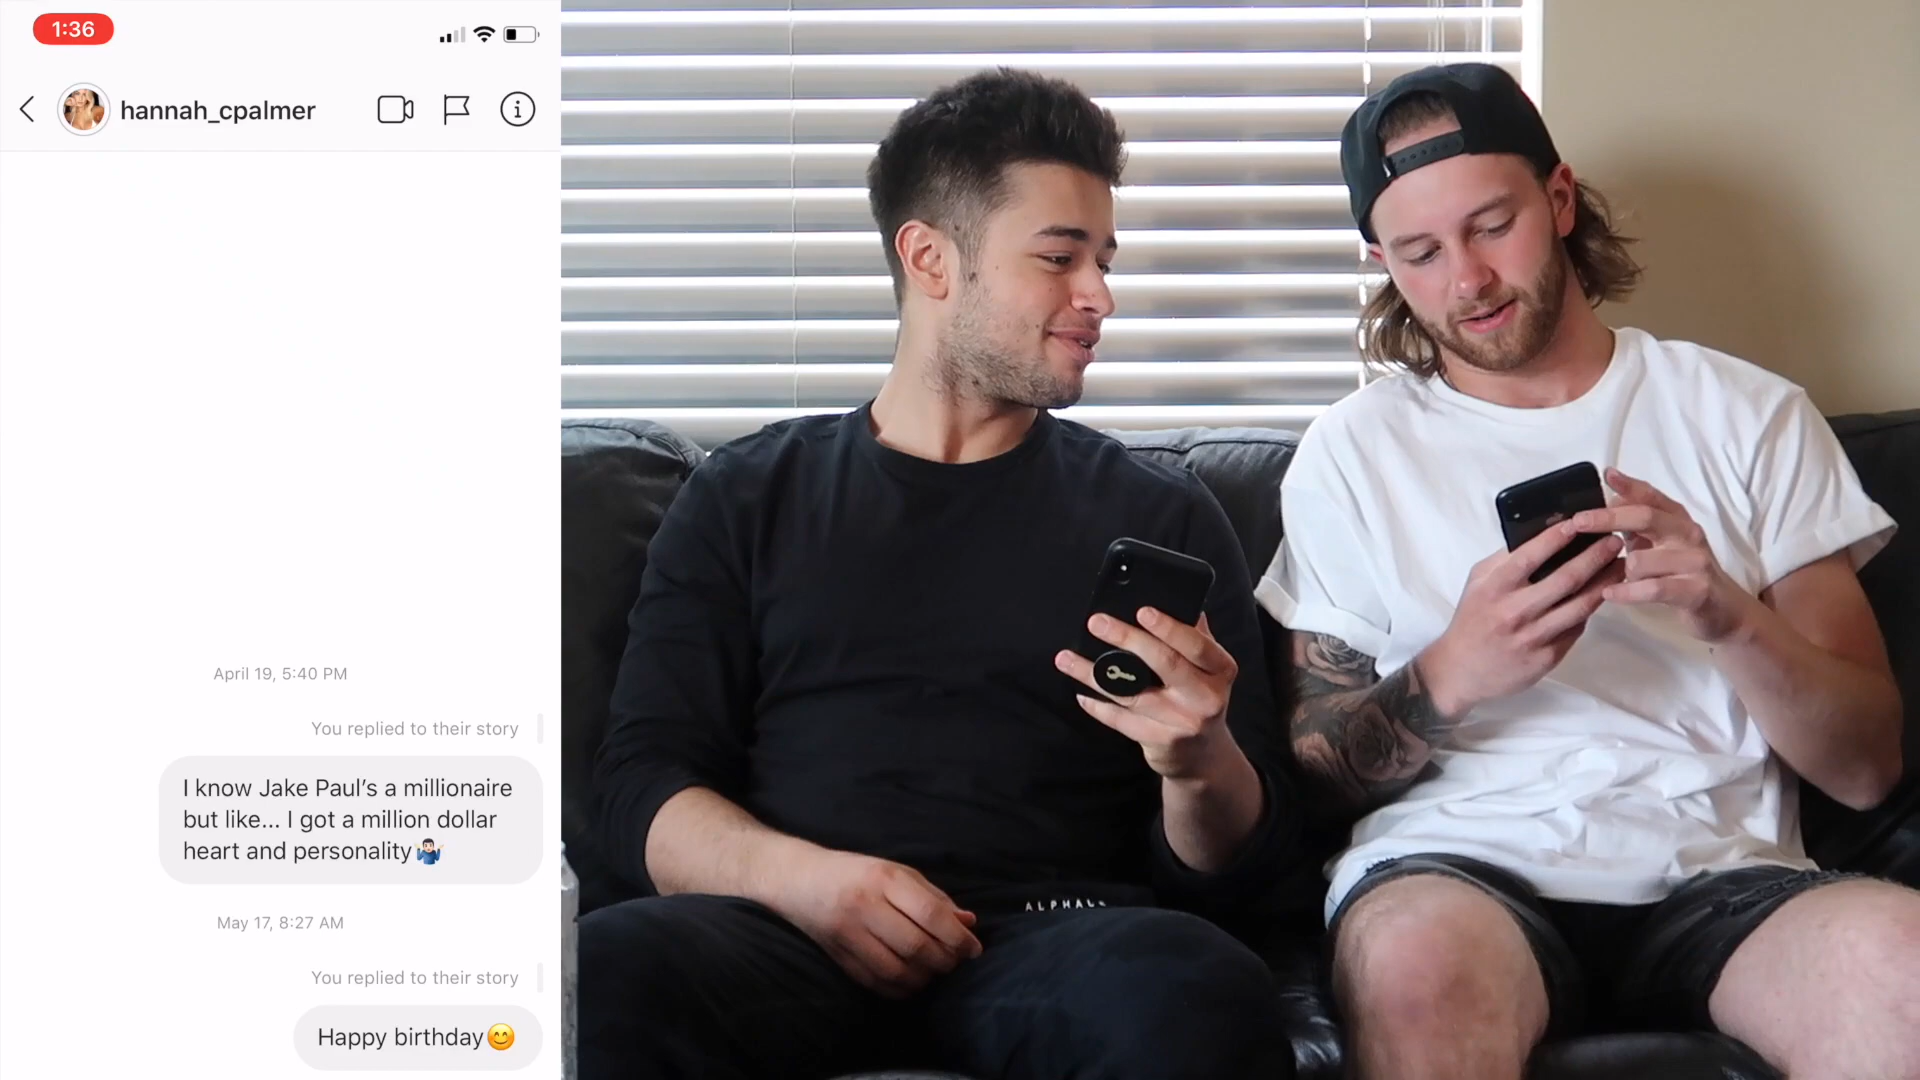 1:36
hannah_cpalmer
April 19, 5:40 PM
You replied to their story
I know Jake Paul's a millionaire
but like... I got a million dollar
heart and personality🤷🏻‍♂️
May 17, 8:27 AM
You replied to their story
Happy birthday😊